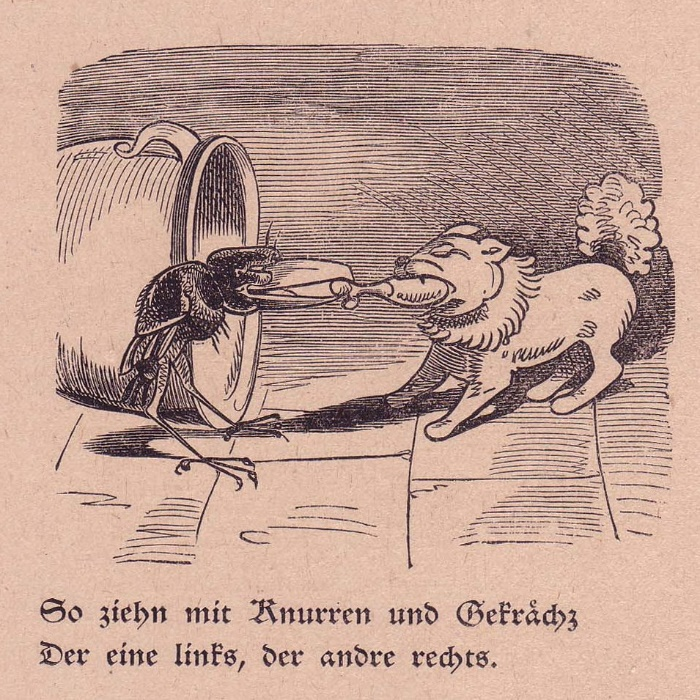 So ziehn mit Knurren und Gekrächz
Der eine links, der andre rechts.